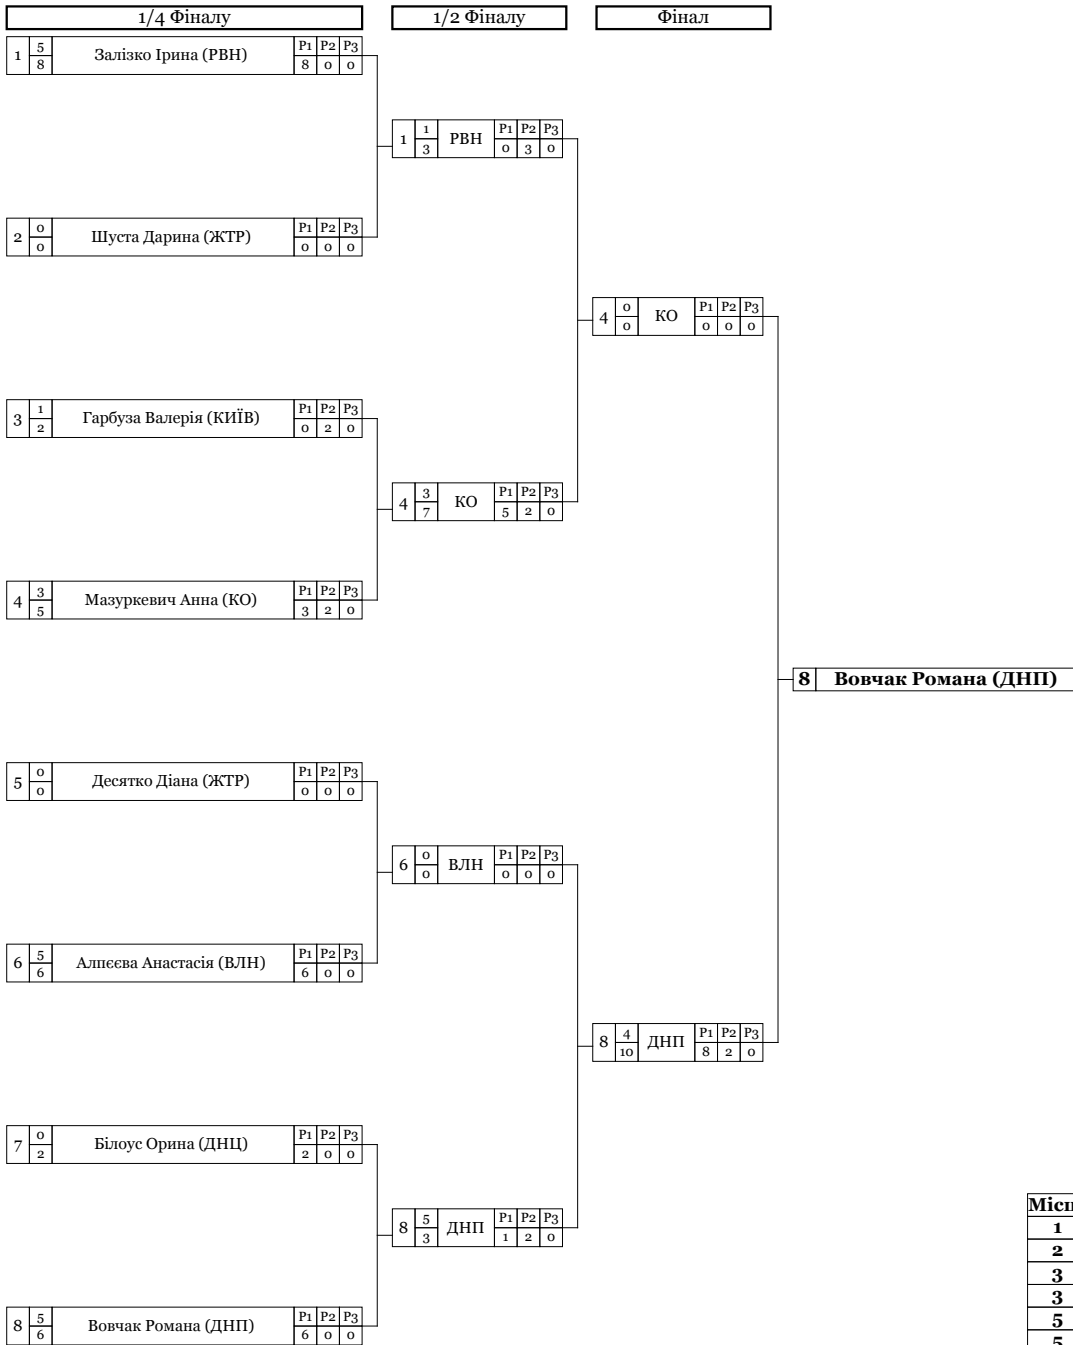 1/4 Фіналу 1/2 Фіналу Фінал
1 5 8 Залізко Ірина (РВН) P1 P2 P3 8 0 0
1 1 3 РВН P1 P2 P3 0 3 0
2 0 0 Шуста Дарина (ЖТР) P1 P2 P3 0 0 0
4 0 0 КО P1 P2 P3 0 0 0
3 1 2 Гарбуза Валерія (КИЇВ) P1 P2 P3 0 2 0
4 3 7 КО P1 P2 P3 5 2 0
4 3 5 Мазуркевич Анна (КО) P1 P2 P3 3 2 0
8 Вовчак Романа (ДНП)
5 0 0 Десятко Діана (ЖТР) P1 P2 P3 0 0 0
6 0 0 ВЛН P1 P2 P3 0 0 0
6 5 6 Алпєєва Анастасія (ВЛН) P1 P2 P3 6 0 0
8 4 10 ДНП P1 P2 P3 8 2 0
7 0 2 Білоус Орина (ДНЦ) P1 P2 P3 2 0 0
8 5 3 ДНП P1 P2 P3 1 2 0
8 5 6 Вовчак Романа (ДНП) P1 P2 P3 6 0 0
1
2
3
3
5
5